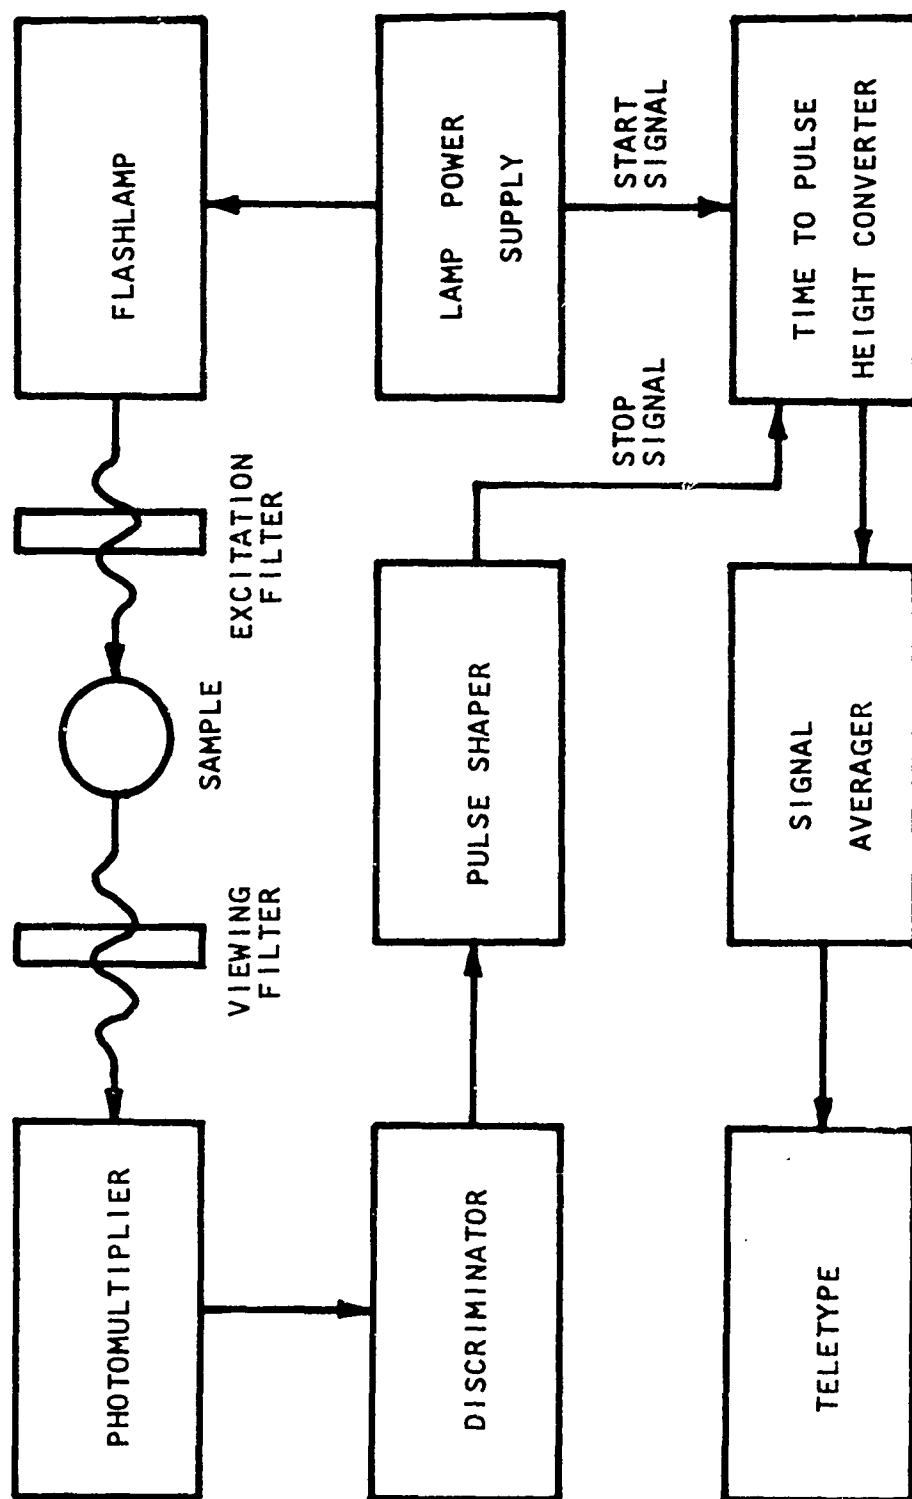 PHOTOMULTIPLIER
VIEWING
FILTER
SAMPLE
EXCITATION
FILTER
FLASHLAMP
DISCRIMINATOR
PULSE SHAPER
STOP
SIGNAL
LAMP POWER
SUPPLY
START
SIGNAL
TELETYPE
SIGNAL
AVERAGER
TIME TO PULSE
HEIGHT CONVERTER